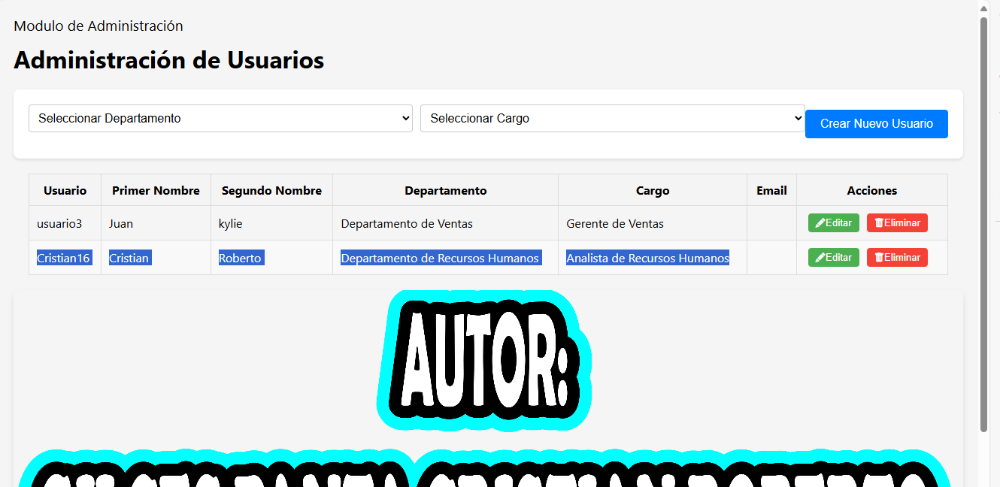 Modulo de Administración
Administración de Usuarios
Seleccionar Departamento Seleccionar Cargo Crear Nuevo Usuario
Usuario Primer Nombre Segundo Nombre Departamento Cargo Email Acciones
usuario3 Juan kylie Departamento de Ventas Gerente de Ventas Editar Eliminar
Cristian16 Cristian Roberto Departamento de Recursos Humanos Analista de Recursos Humanos Editar Eliminar
AUTOR: